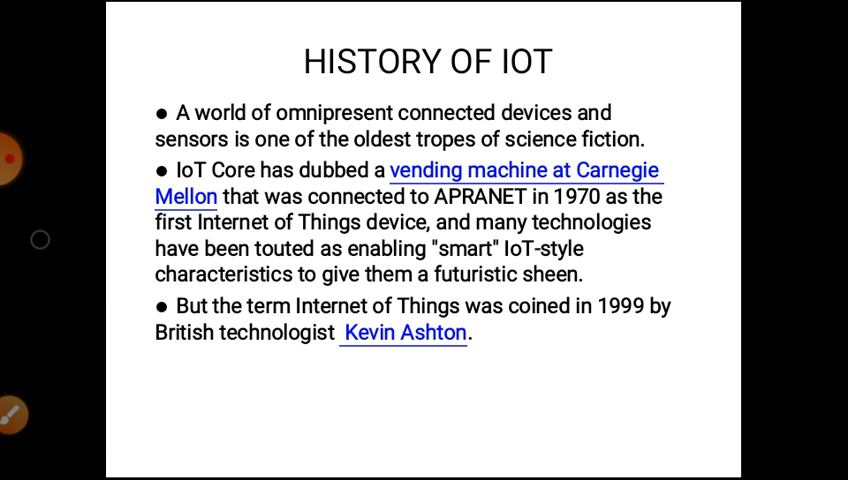 HISTORY OF IOT
● A world of omnipresent connected devices and
sensors is one of the oldest tropes of science fiction.
● IoT Core has dubbed a vending machine at Carnegie
Mellon that was connected to APRANET in 1970 as the
first Internet of Things device, and many technologies
have been touted as enabling "smart" IoT-style
characteristics to give them a futuristic sheen.
● But the term Internet of Things was coined in 1999 by
British technologist Kevin Ashton.